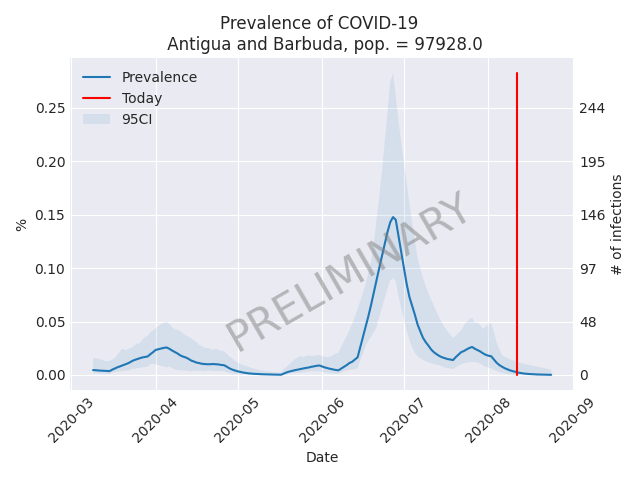 Prevalence of COVID-19
Antigua and Barbuda, pop. = 97928.0
Prevalence
Today
95CI
PRELIMINARY
%
0.25
0.20
0.15
0.10
0.05
0.00
244
195
146
97
48
0
# of infections
2020-03
2020-04
2020-05
2020-06
2020-07
2020-08
2020-09
Date